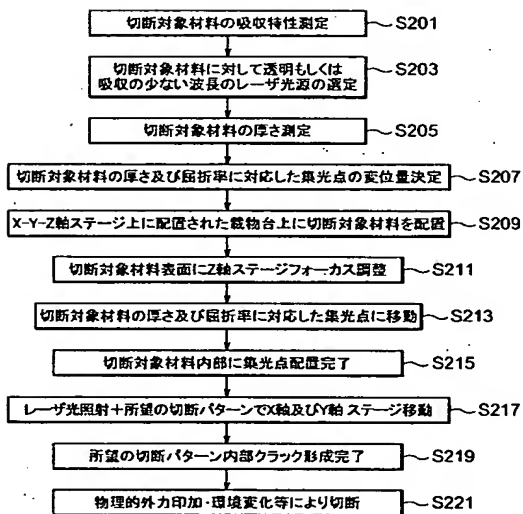 切断対象材料の吸収特性測定 S201
切断対象材料に対して透明もしくは
吸収の少ない波長のレーザ光源の選定 S203
切断対象材料の厚さ測定 S205
切断対象材料の厚さ及び屈折率に対応した集光点の変位量決定 S207
X-Y-Z軸ステージ上に配置された載物台上に切断対象材料を配置 S209
切断対象材料表面にZ軸ステージフォーカス調整 S211
切断対象材料の厚さ及び屈折率に対応した集光点に移動 S213
切断対象材料内部に集光点配置完了 S215
レーザ光照射+所望の切断パターンでX軸及びY軸ステージ移動 S217
所望の切断パターン内部クラック形成完了 S219
物理的外力印加・環境変化等により切断 S221